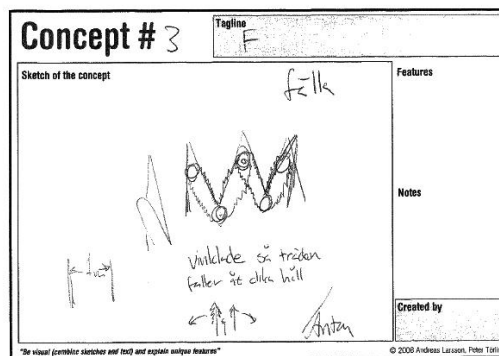 Concept # 3
Tagline
F
Sketch of the concept
fälla
Features
Notes
vinklade så träden
faller åt olika håll
Created by
Anton
"Be visual (combine sketches and text) and explain unique features"
© 2008 Andreas Larsson, Peter Törlind